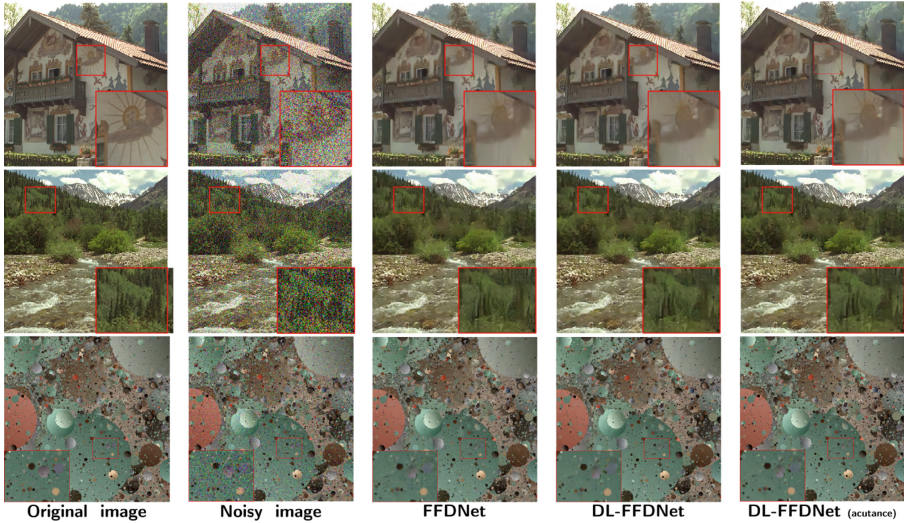 Original image
Noisy image
FFDNet
DL-FFDNet
DL-FFDNet (acutance)